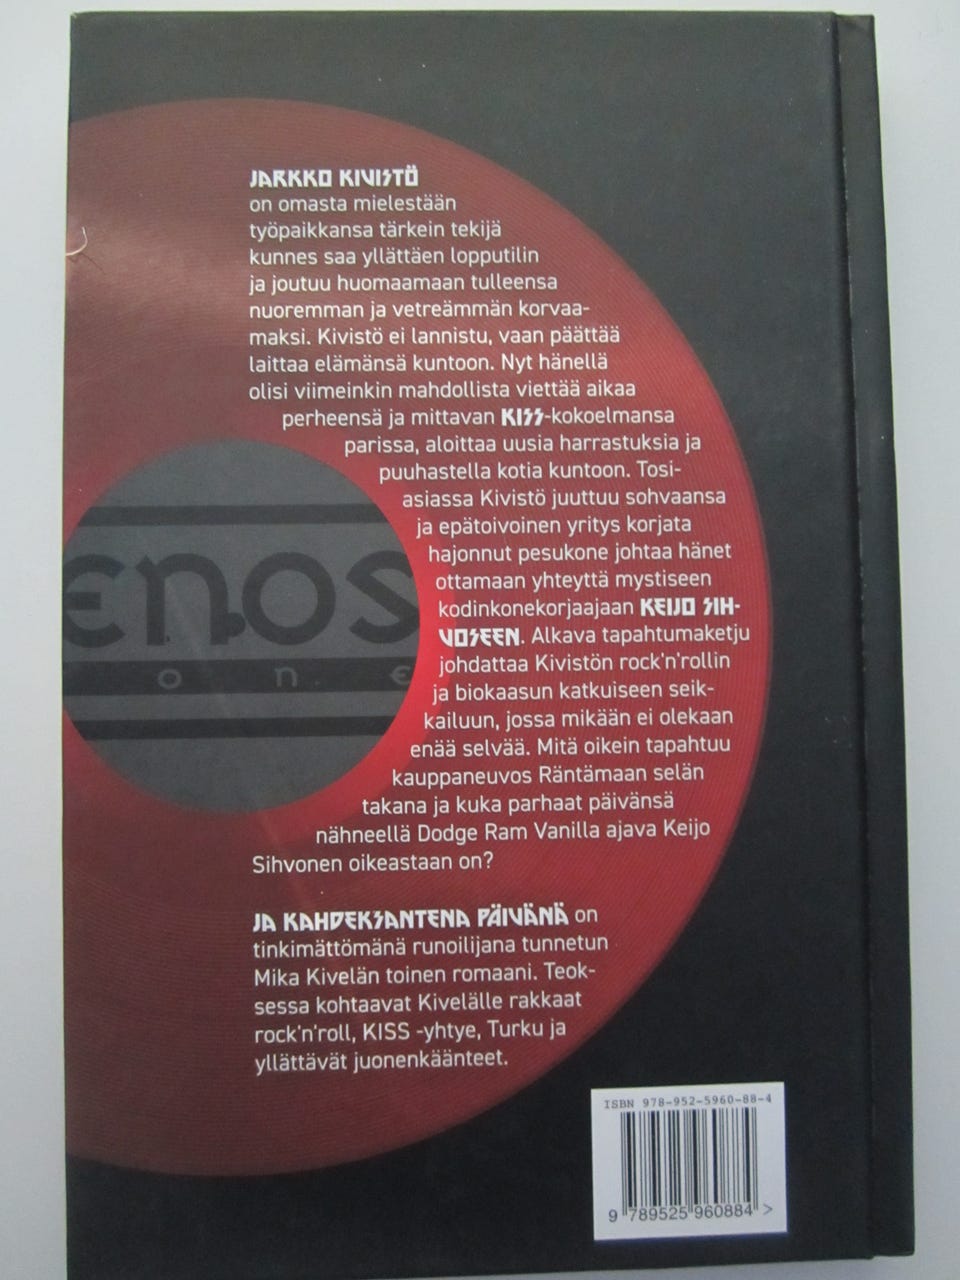 JARKKO KIVISTÖ
on omasta mielestään
työpaikkansa tärkein tekijä
kunnes saa yllättäen lopputilin
ja joutuu huomaamaan tulleensa
nuoremman ja vetreämmän korvaa-
maksi. Kivistö ei lannistu, vaan päättää
laittaa elämänsä kuntoon. Nyt hänellä
olisi viimeinkin mahdollista viettää aikaa
perheensä ja mittavan KISS-kokoelmansa
parissa, aloittaa uusia harrastuksia ja
puuhastella kotia kuntoon. Tosi-
asiassa Kivistö juuttuu sohvaansa
ja epätoivoinen yritys korjata
hajonnut pesukone johtaa hänet
ottamaan yhteyttä mystiseen
kodinkonekorjaajaan KEIJO SIH-
VOSEEN. Alkava tapahtumaketju
johdattaa Kivistön rock'n'rollin
ja biokaasun katkuiseen seik-
kailuun, jossa mikään ei olekaan
enää selvää. Mitä oikein tapahtuu
kauppaneuvos Räntämaan selän
takana ja kuka parhaat päivänsä
nähneellä Dodge Ram Vanilla ajava Keijo
Sihvonen oikeastaan on?
enos
one
JA KAHDEKSANTENA PÄIVÄNÄ on
tinkimättömänä runoilijana tunnetun
Mika Kivelän toinen romaani. Teok-
sessa kohtaavat Kivelälle rakkaat
rock'n'roll, KISS -yhtye, Turku ja
yllättävät juonenkäänteet.
ISBN 978-952-5960-88-4
9 789525 960884 >